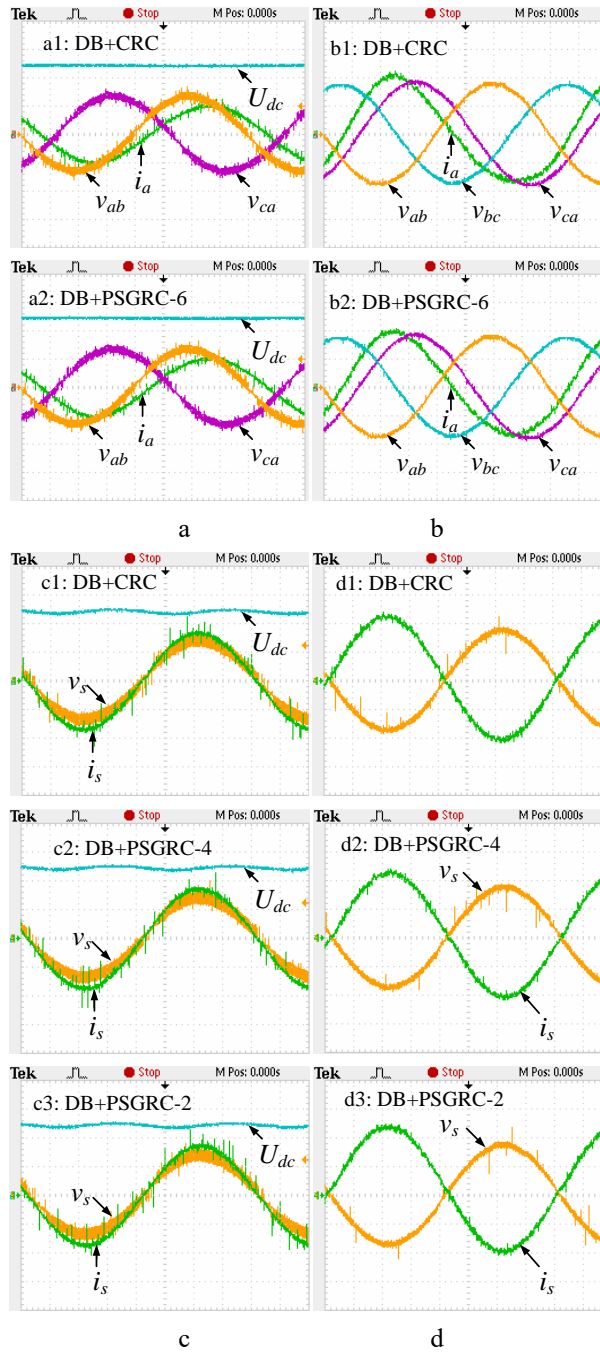 Tek Stop M Pos: 0.000s
a1: DB+CRC
U_dc
i_a
v_ab
v_ca
Tek Stop M Pos: 0.000s
b1: DB+CRC
i_a
v_ab
v_bc
v_ca
Tek Stop M Pos: 0.000s
a2: DB+PSGRC-6
U_dc
i_a
v_ab
v_ca
Tek Stop M Pos: 0.000s
b2: DB+PSGRC-6
i_a
v_ab
v_bc
v_ca
a
b
Tek Stop M Pos: 0.000s
c1: DB+CRC
U_dc
v_s
i_s
Tek Stop M Pos: 0.000s
d1: DB+CRC
Tek Stop M Pos: 0.000s
c2: DB+PSGRC-4
U_dc
v_s
i_s
Tek Stop M Pos: 0.000s
d2: DB+PSGRC-4
v_s
i_s
Tek Stop M Pos: 0.000s
c3: DB+PSGRC-2
U_dc
v_s
i_s
Tek Stop M Pos: 0.000s
d3: DB+PSGRC-2
v_s
i_s
c
d